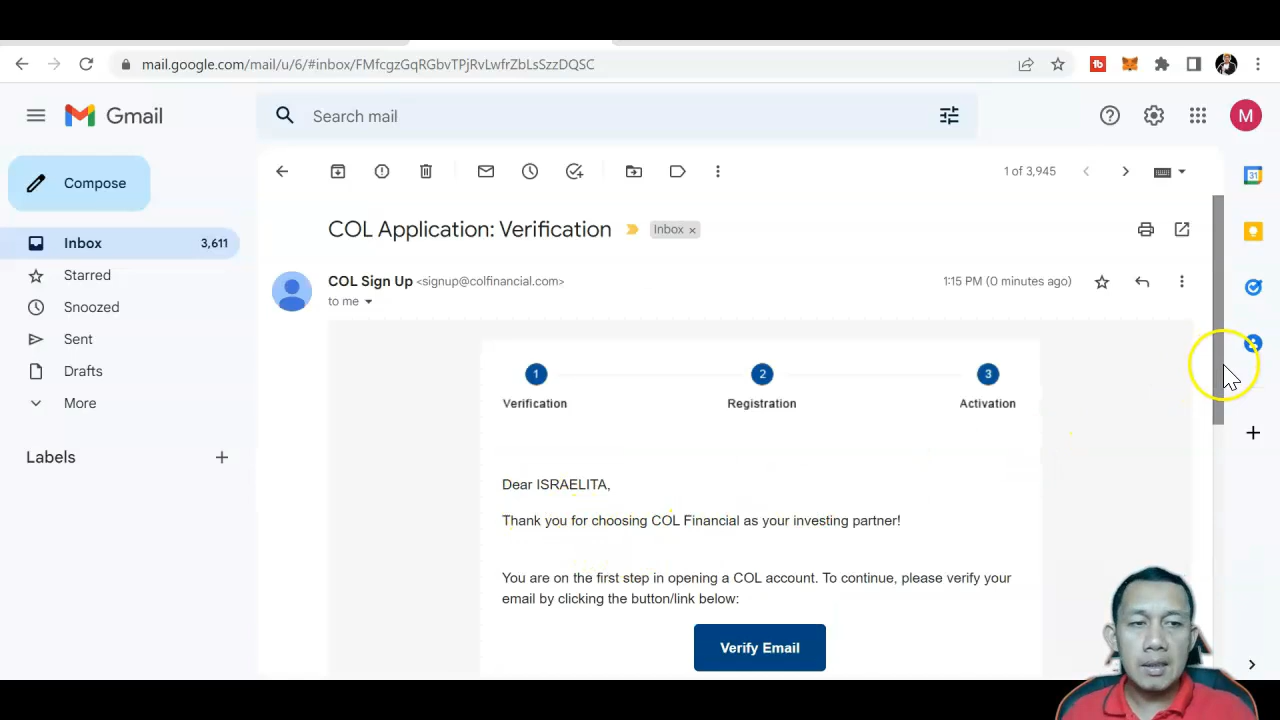 mail.google.com/mail/u/6/#inbox/FMfcgzGqRGbvTPjRvLwfrZbLsSzzDQSC
Gmail
Search mail
M
Compose
1 of 3,945
Inbox 3,611
COL Application: Verification
Inbox ×
Starred
COL Sign Up <signup@colfinancial.com>
1:15 PM (0 minutes ago)
to me
Snoozed
Sent
Drafts
More
1 2 3
Verification Registration Activation
Labels
Dear ISRAELITA,
Thank you for choosing COL Financial as your investing partner!
You are on the first step in opening a COL account. To continue, please verify your
email by clicking the button/link below:
Verify Email